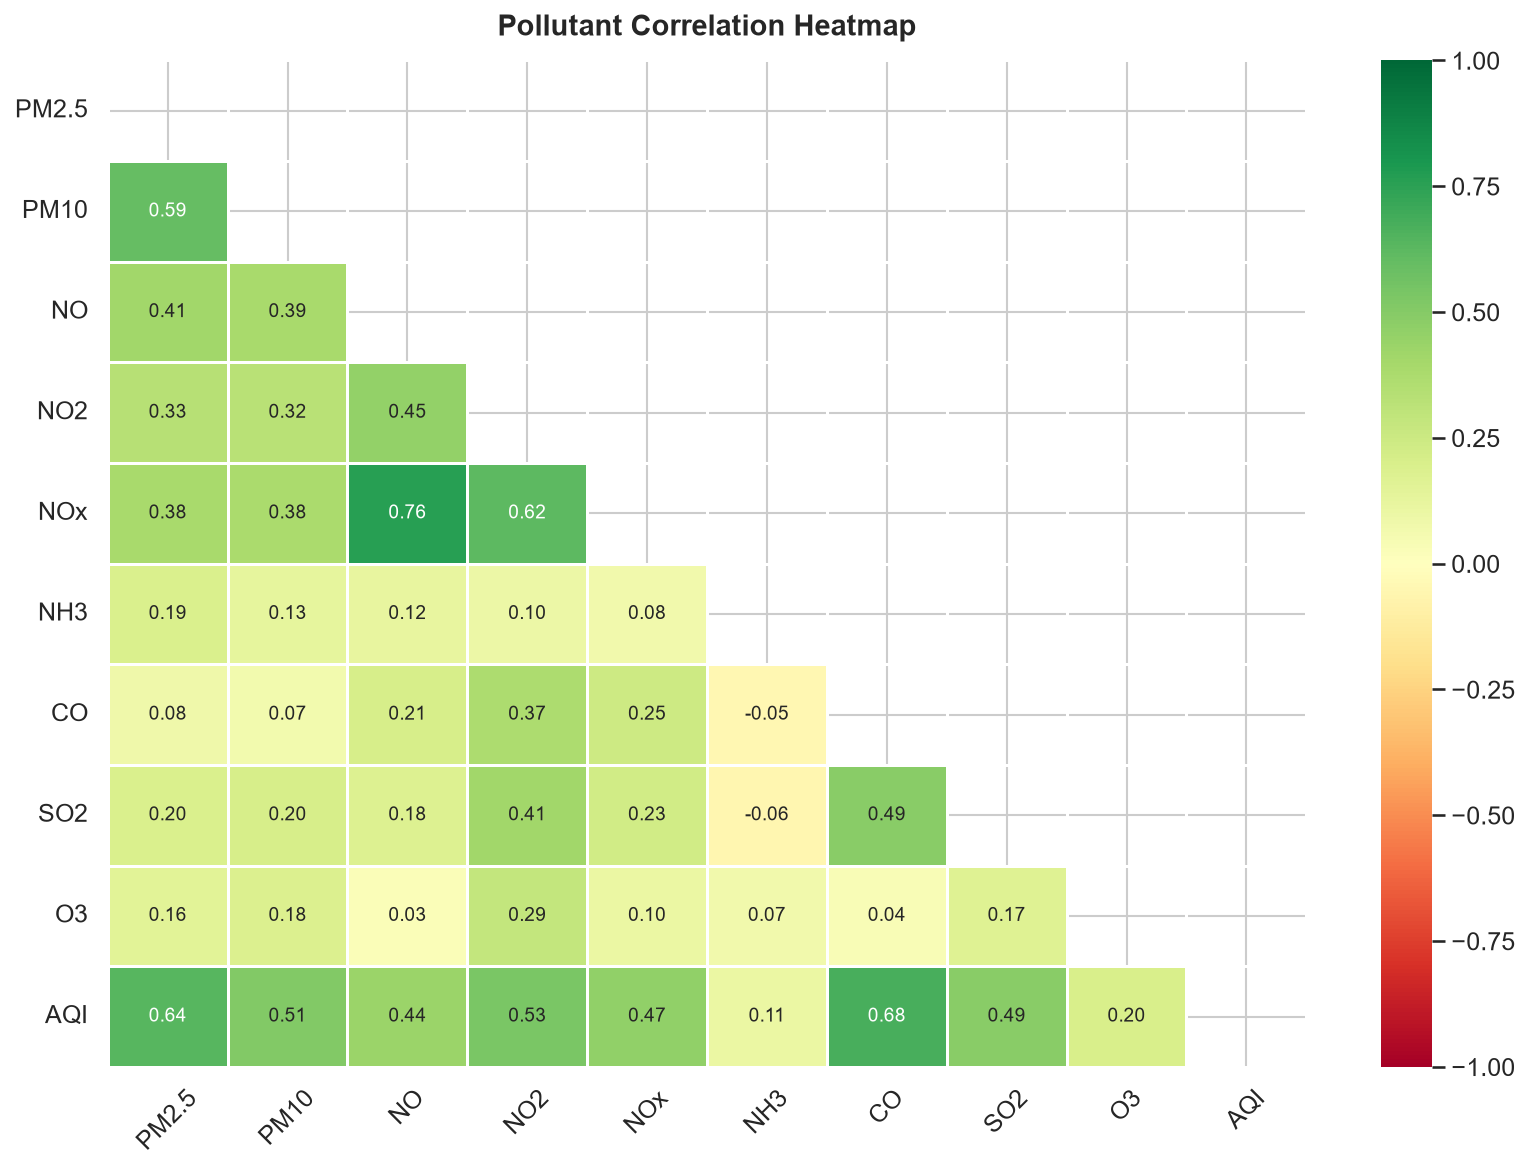 Pollutant Correlation Heatmap
PM2.5
PM10 0.59
NO 0.41 0.39
NO2 0.33 0.32 0.45
NOx 0.38 0.38 0.76 0.62
NH3 0.19 0.13 0.12 0.10 0.08
CO 0.08 0.07 0.21 0.37 0.25 -0.05
SO2 0.20 0.20 0.18 0.41 0.23 -0.06 0.49
O3 0.16 0.18 0.03 0.29 0.10 0.07 0.04 0.17
AQI 0.64 0.51 0.44 0.53 0.47 0.11 0.68 0.49 0.20
PM2.5 PM10 NO NO2 NOx NH3 CO SO2 O3 AQI
1.00
0.75
0.50
0.25
0.00
−0.25
−0.50
−0.75
−1.00